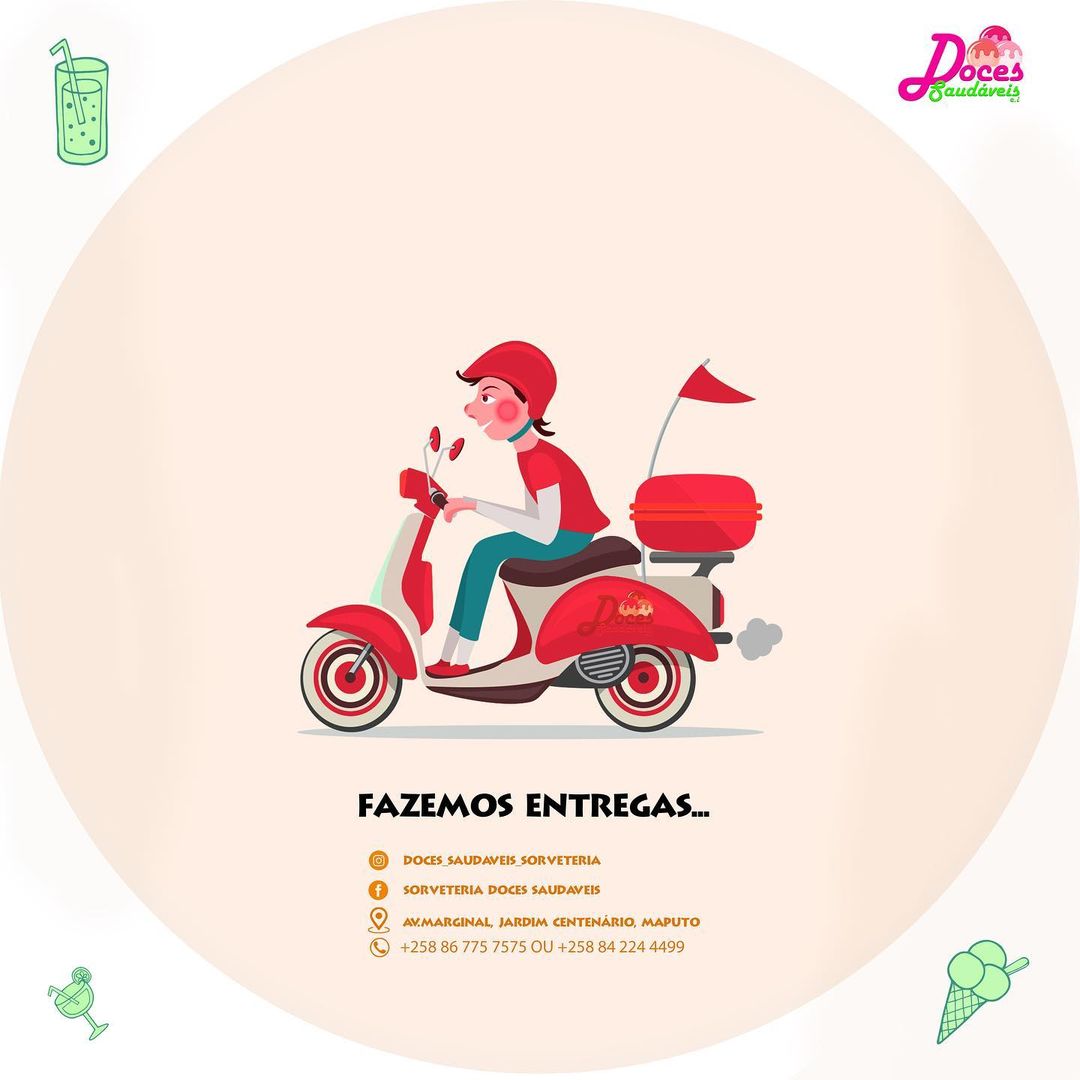 Doces
Saudáveis
e.i
Doces
FAZEMOS ENTREGAS...
DOCES_SAUDAVEIS_SORVETERIA
SORVETERIA DOCES SAUDAVEIS
AV.MARGINAL, JARDIM CENTENÁRIO, MAPUTO
+258 86 775 7575 OU +258 84 224 4499